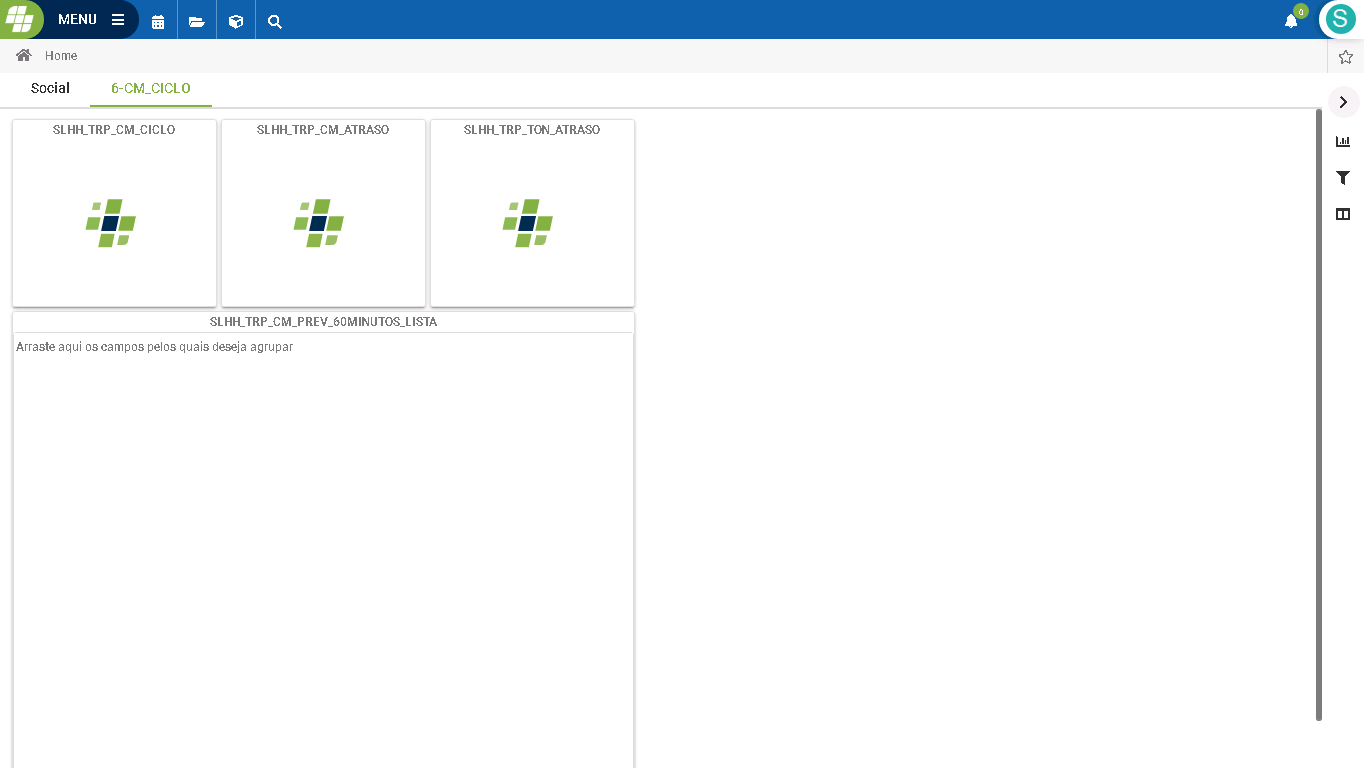 MENU
0
S
Home
Social
6-CM_CICLO
SLHH_TRP_CM_CICLO
SLHH_TRP_CM_ATRASO
SLHH_TRP_TON_ATRASO
SLHH_TRP_CM_PREV_60MINUTOS_LISTA
Arraste aqui os campos pelos quais deseja agrupar